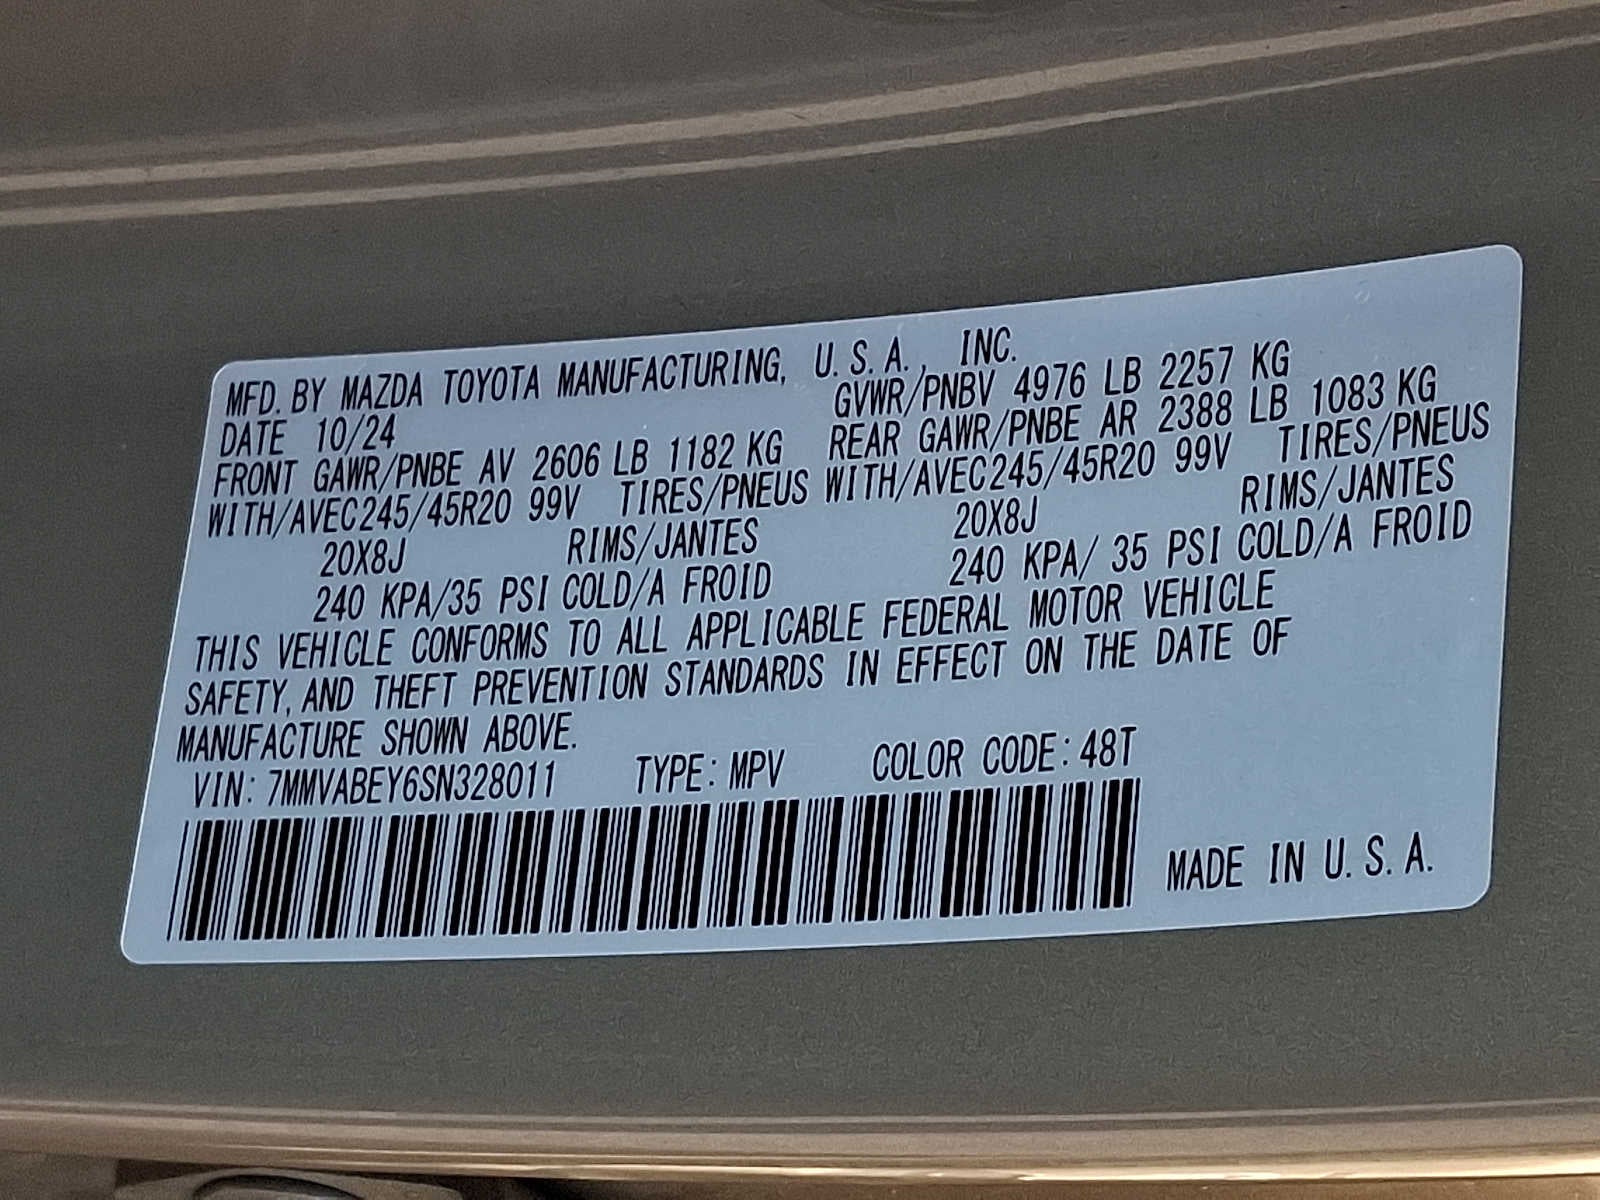 MFD. BY MAZDA TOYOTA MANUFACTURING, U.S.A., INC.
DATE 10/24 GVWR/PNBV 4976 LB 2257 KG
FRONT GAWR/PNBE AV 2606 LB 1182 KG REAR GAWR/PNBE AR 2388 LB 1083 KG
WITH/AVEC 245/45R20 99V TIRES/PNEUS WITH/AVEC 245/45R20 99V TIRES/PNEUS
20X8J RIMS/JANTES 20X8J RIMS/JANTES
240 KPA/35 PSI COLD/A FROID 240 KPA/ 35 PSI COLD/A FROID
THIS VEHICLE CONFORMS TO ALL APPLICABLE FEDERAL MOTOR VEHICLE
SAFETY, AND THEFT PREVENTION STANDARDS IN EFFECT ON THE DATE OF
MANUFACTURE SHOWN ABOVE.
VIN: 7MMVABEY6SN328011 TYPE: MPV COLOR CODE: 48T
MADE IN U.S.A.